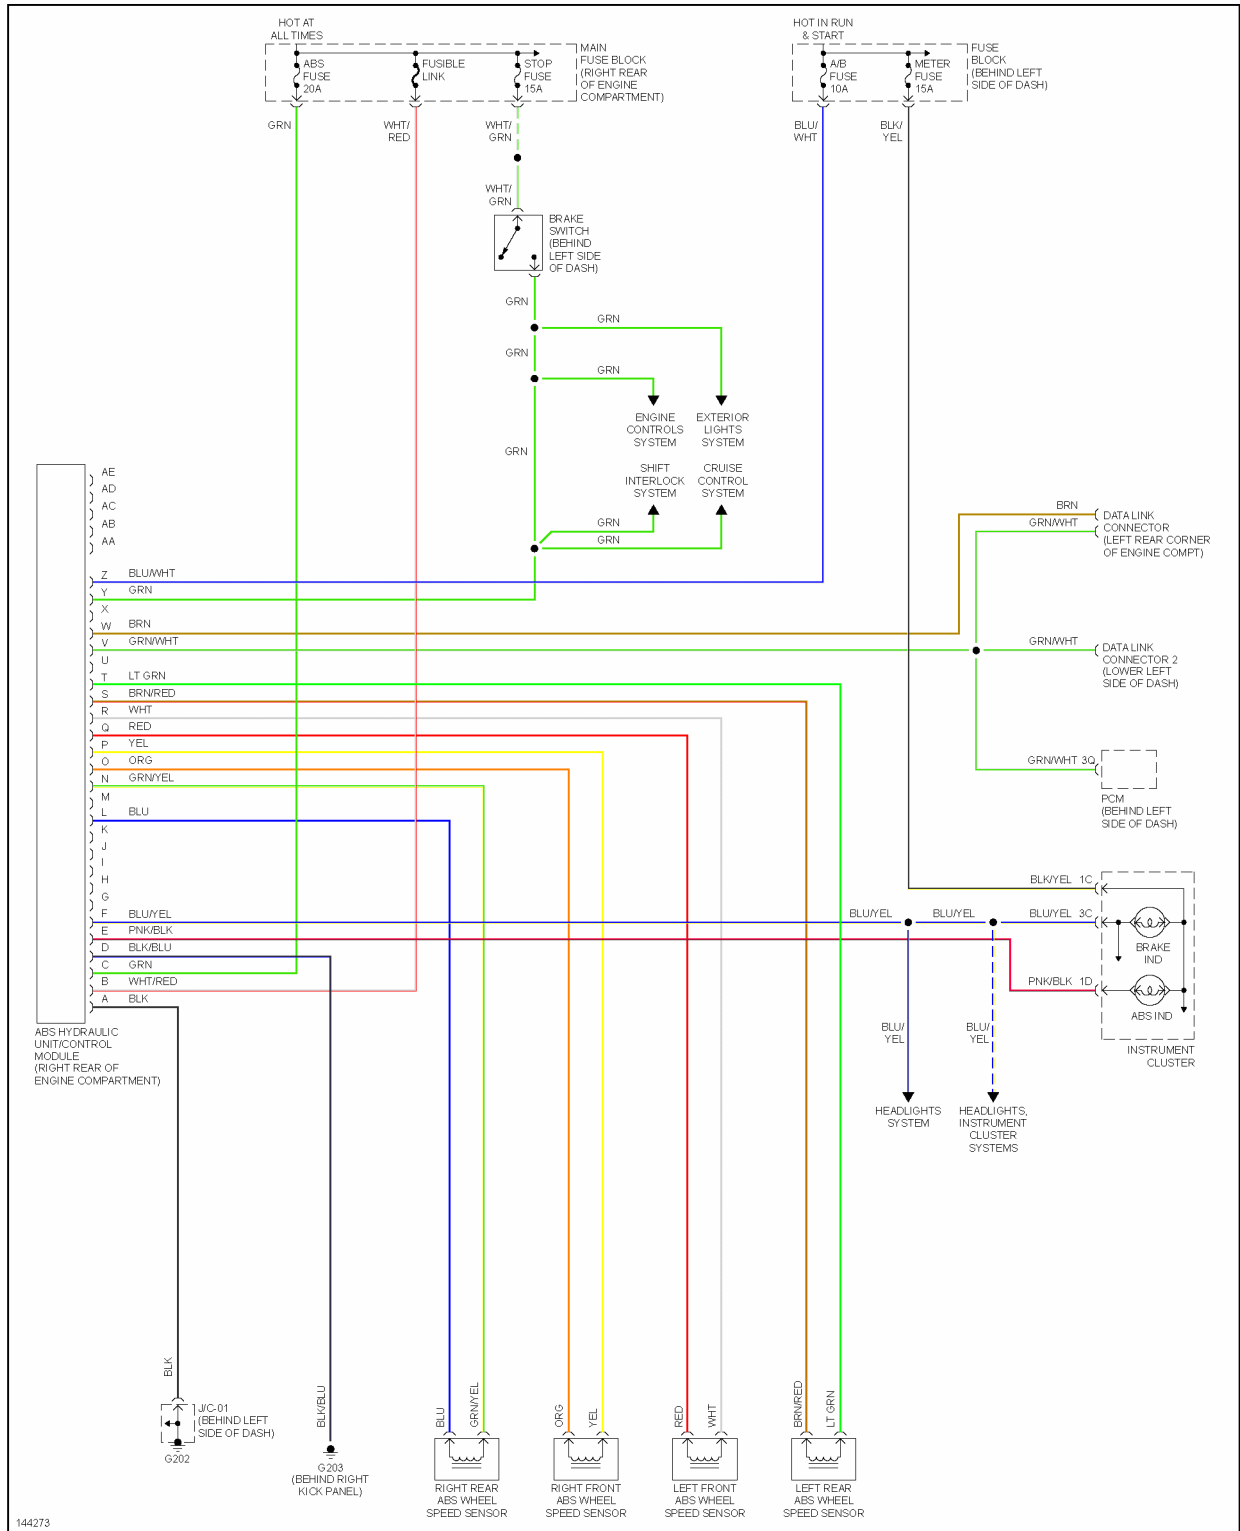 HOT AT
ALL TIMES
HOT IN RUN
& START
ABS
FUSE
20A
FUSIBLE
LINK
STOP
FUSE
15A
MAIN
FUSE BLOCK
(RIGHT REAR
OF ENGINE
COMPARTMENT)
A/B
FUSE
10A
METER
FUSE
15A
FUSE
BLOCK
(BEHIND LEFT
SIDE OF DASH)
GRN
WHT/
RED
WHT/
GRN
BLU/
WHT
BLK/
YEL
WHT/
GRN
BRAKE
SWITCH
(BEHIND
LEFT SIDE
OF DASH)
GRN
GRN
GRN
GRN
GRN
ENGINE
CONTROLS
SYSTEM
EXTERIOR
LIGHTS
SYSTEM
SHIFT
INTERLOCK
SYSTEM
CRUISE
CONTROL
SYSTEM
GRN
GRN
AE
AD
AC
AB
AA
Z BLU/WHT
Y GRN
X
W BRN
V GRN/WHT
U
T LT GRN
S BRN/RED
R WHT
Q RED
P YEL
O ORG
N GRN/YEL
M
L BLU
K
J
I
H
G
F BLU/YEL
E PNK/BLK
D BLK/BLU
C GRN
B WHT/RED
A BLK
ABS HYDRAULIC
UNIT/CONTROL
MODULE
(RIGHT REAR OF
ENGINE COMPARTMENT)
BRN
GRN/WHT
DATA LINK
CONNECTOR
(LEFT REAR CORNER
OF ENGINE COMPT)
GRN/WHT
DATA LINK
CONNECTOR 2
(LOWER LEFT
SIDE OF DASH)
GRN/WHT 3Q
PCM
(BEHIND LEFT
SIDE OF DASH)
BLK/YEL 1C
BLU/YEL
BLU/YEL
BLU/YEL 3C
BRAKE
IND
PNK/BLK 1D
ABS IND
INSTRUMENT
CLUSTER
BLU/
YEL
BLU/
YEL
HEADLIGHTS
SYSTEM
HEADLIGHTS,
INSTRUMENT
CLUSTER
SYSTEMS
BLK
BLK/BLU
BLU
GRN/YEL
ORG
YEL
RED
WHT
BRN/RED
LT GRN
J/C-01
(BEHIND LEFT
SIDE OF DASH)
G202
G203
(BEHIND RIGHT
KICK PANEL)
RIGHT REAR
ABS WHEEL
SPEED SENSOR
RIGHT FRONT
ABS WHEEL
SPEED SENSOR
LEFT FRONT
ABS WHEEL
SPEED SENSOR
LEFT REAR
ABS WHEEL
SPEED SENSOR
144273